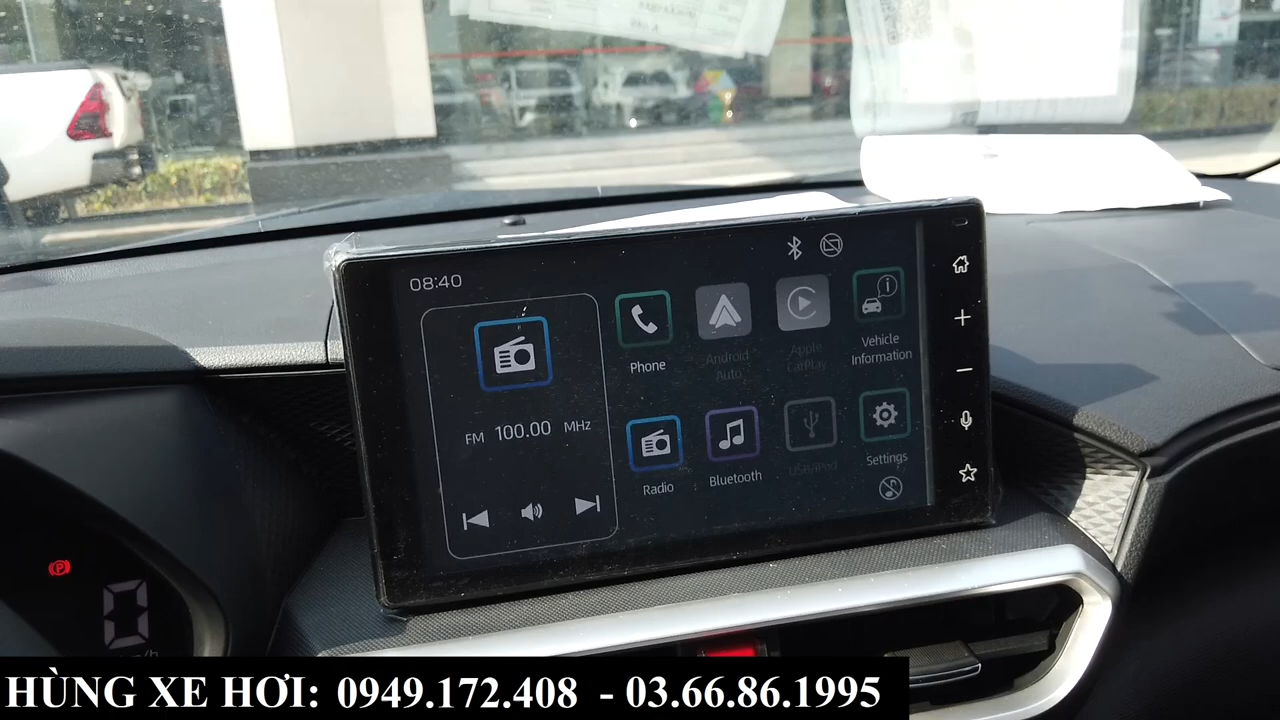 08:40
FM 100.00 MHz
Phone
Android
Auto
Apple
CarPlay
Vehicle
Information
Radio
Bluetooth
USB/iPod
Settings
0
HÙNG XE HƠI: 0949.172.408 - 03.66.86.1995